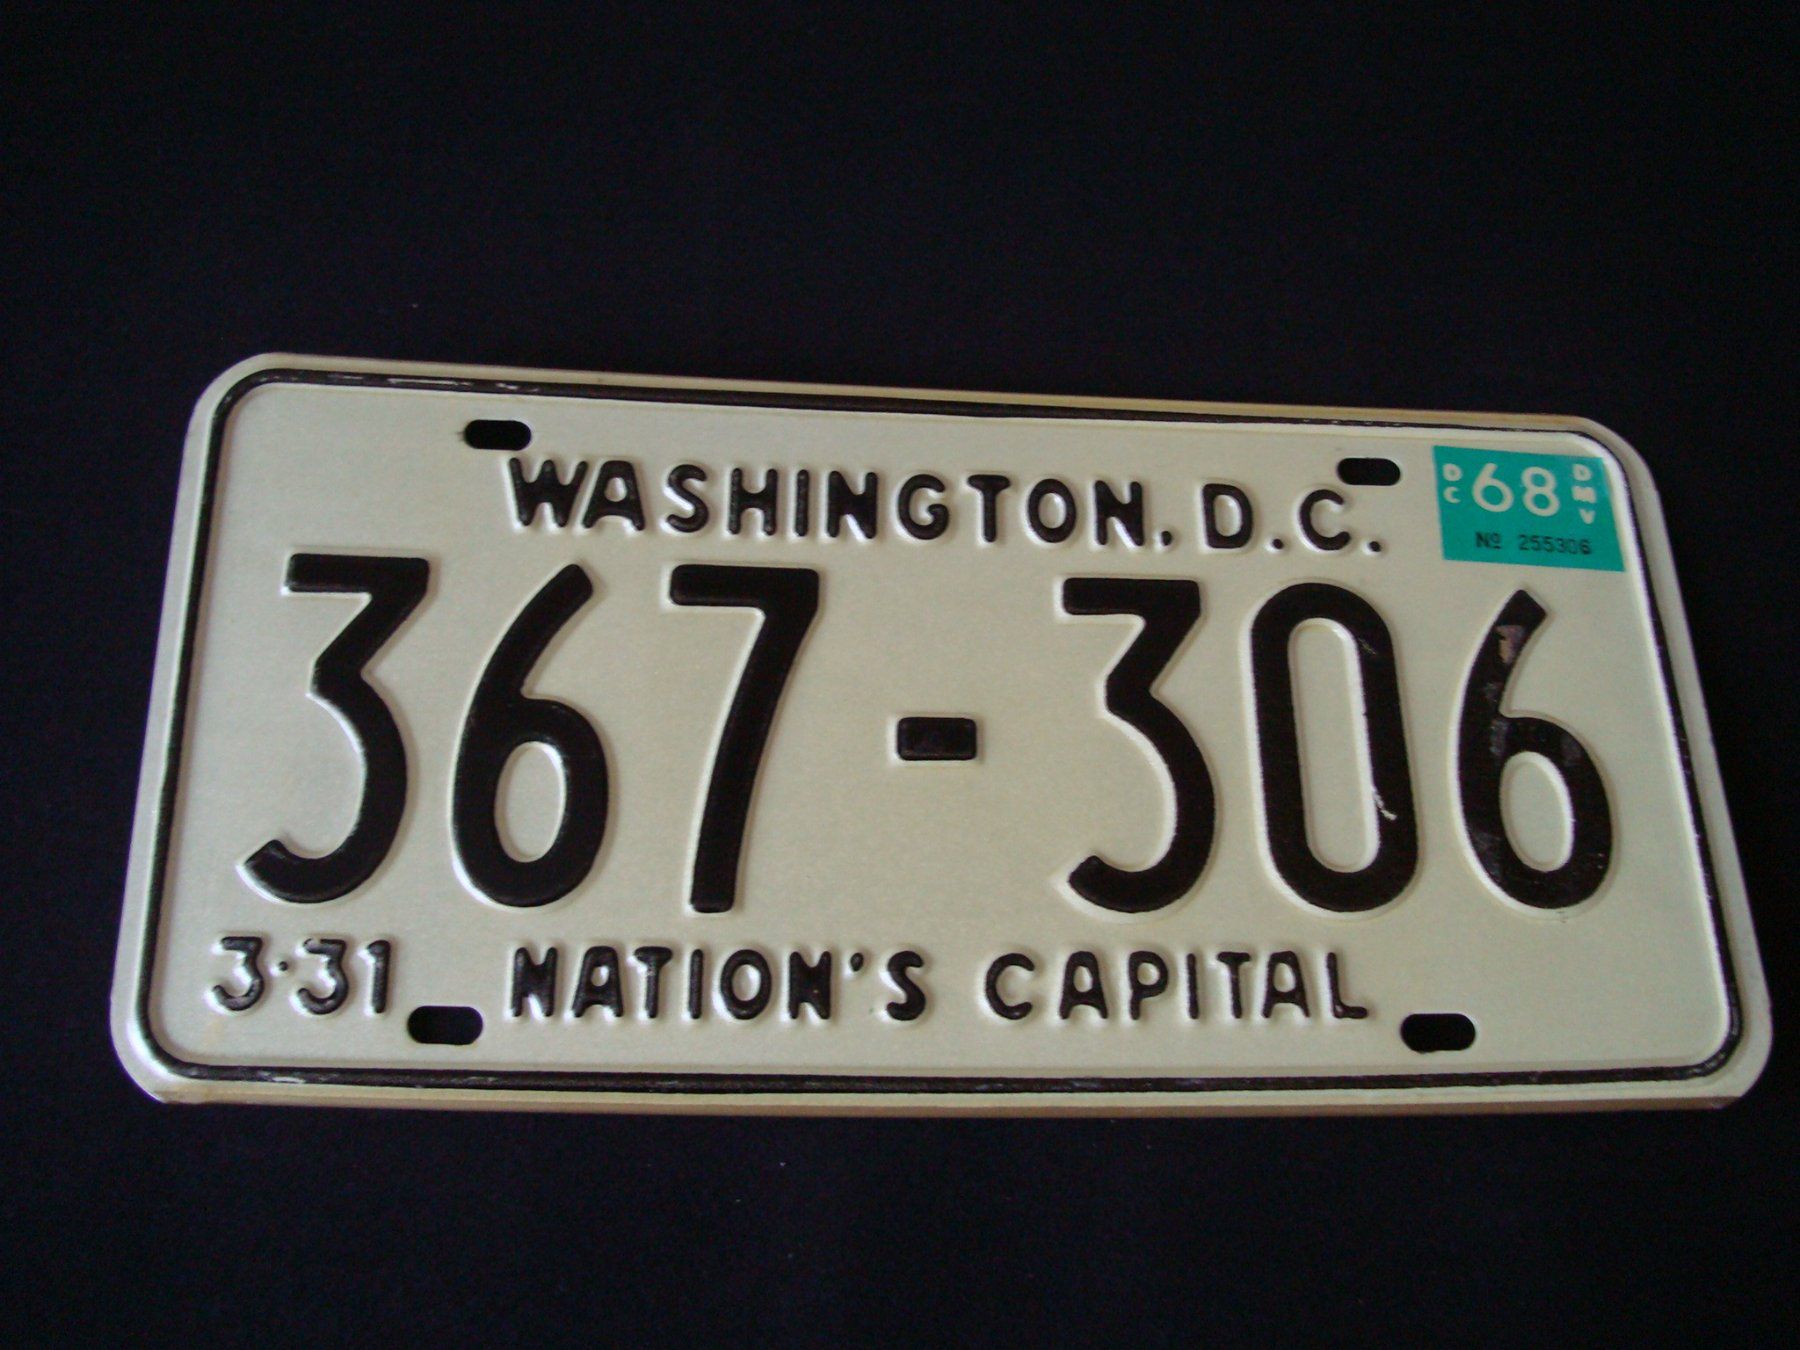 WASHINGTON, D.C.
DC 68 DMV
No 255306
367-306
3·31 NATION'S CAPITAL